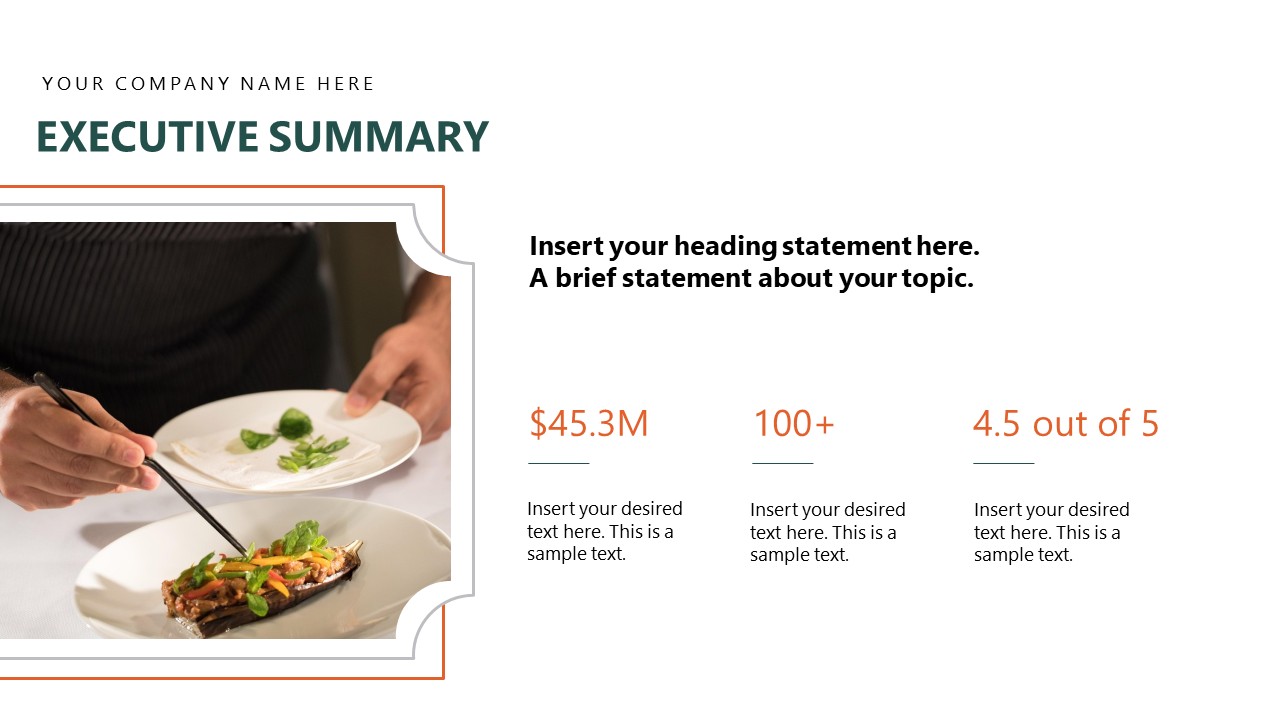 YOUR COMPANY NAME HERE
EXECUTIVE SUMMARY
Insert your heading statement here.
A brief statement about your topic.
$45.3M
Insert your desired
text here. This is a
sample text.
100+
Insert your desired
text here. This is a
sample text.
4.5 out of 5
Insert your desired
text here. This is a
sample text.